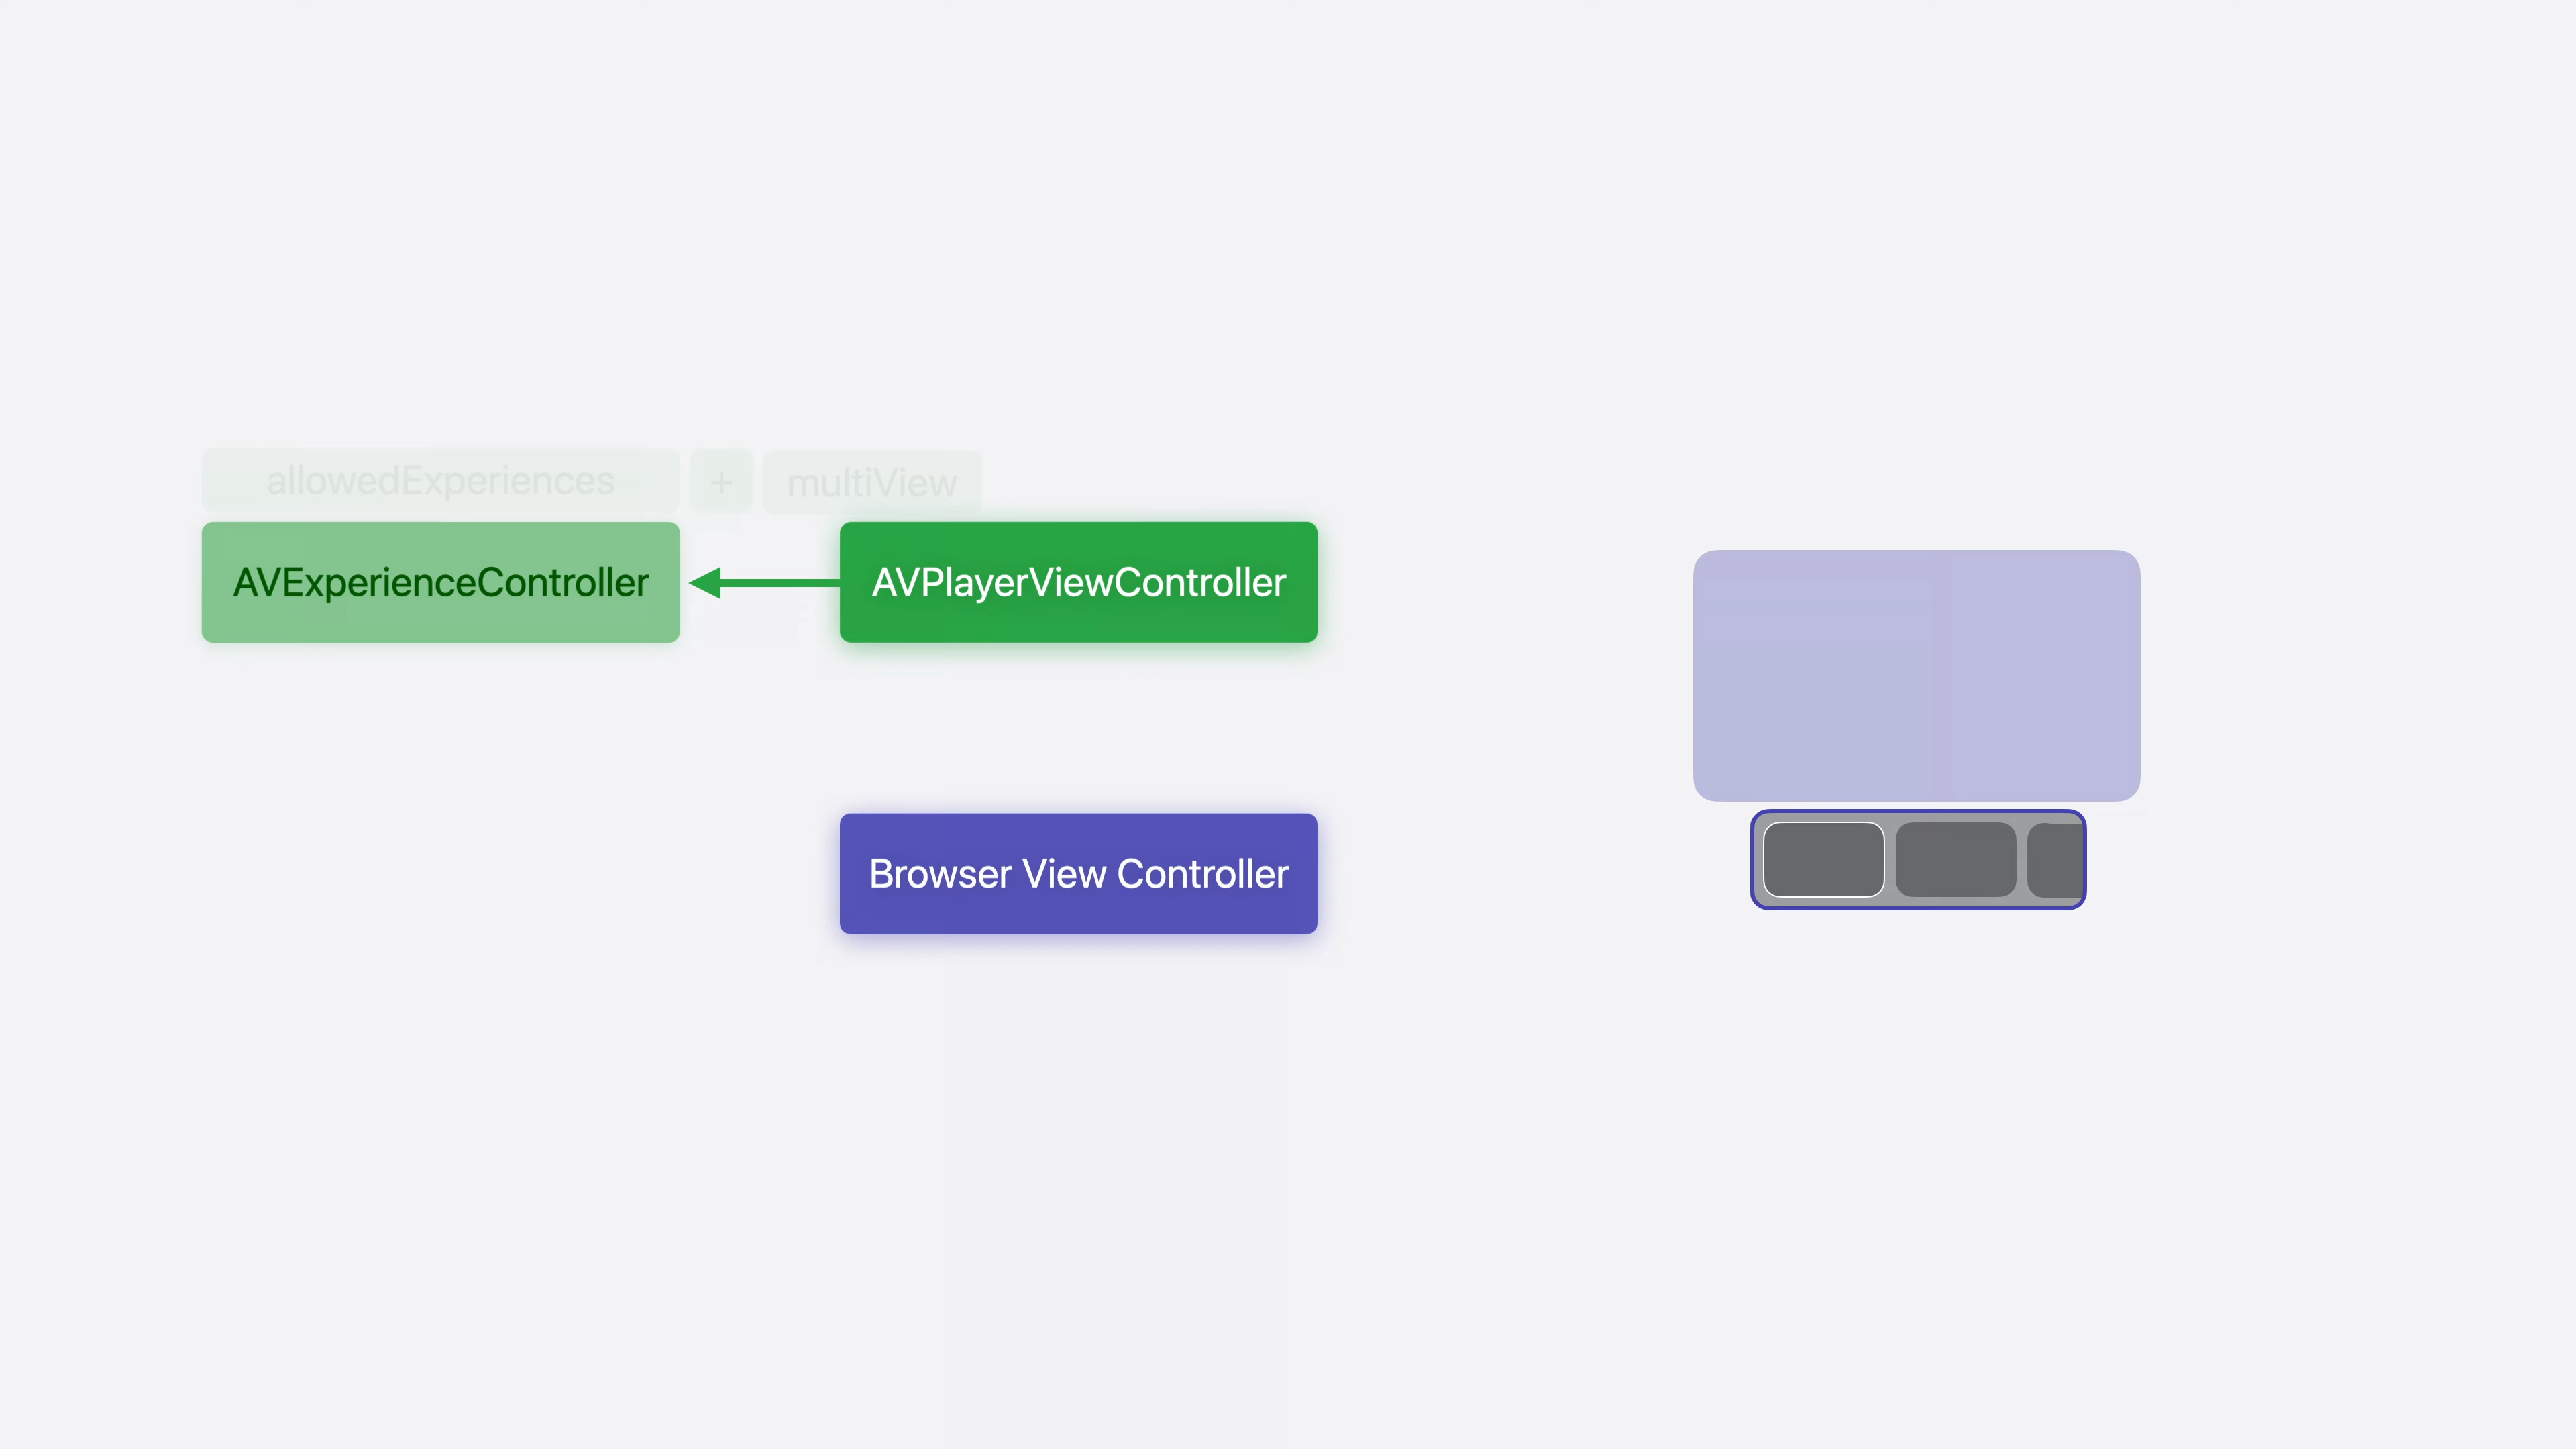 allowedExperiences + multiView
AVExperienceController
AVPlayerViewController
Browser View Controller